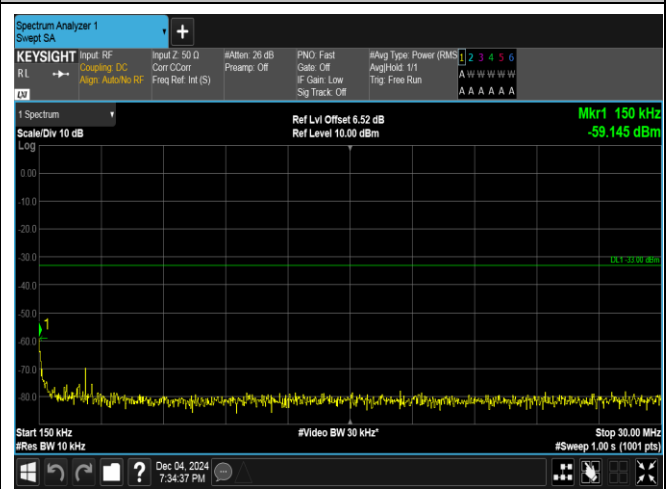 Spectrum Analyzer 1
Swept SA
+
KEYSIGHT
RL
LXI
Input: RF
Coupling: DC
Align: Auto/No RF
Input Z: 50 Ω
Corr CCorr
Freq Ref: Int (S)
#Atten: 26 dB
Preamp: Off
PNO: Fast
Gate: Off
IF Gain: Low
Sig Track: Off
#Avg Type: Power (RMS
Avg|Hold: 1/1
Trig: Free Run
1 2 3 4 5 6
A W W W W W
A A A A A A
1 Spectrum
Scale/Div 10 dB
Log
Ref Lvl Offset 6.52 dB
Ref Level 10.00 dBm
Mkr1 150 kHz
-59.145 dBm
0.00
-10.0
-20.0
-30.0
DL1 -33.00 dBm
-40.0
-50.0
1
-60.0
-70.0
-80.0
Start 150 kHz
#Res BW 10 kHz
#Video BW 30 kHz*
Stop 30.00 MHz
#Sweep 1.00 s (1001 pts)
?
Dec 04, 2024
7:34:37 PM